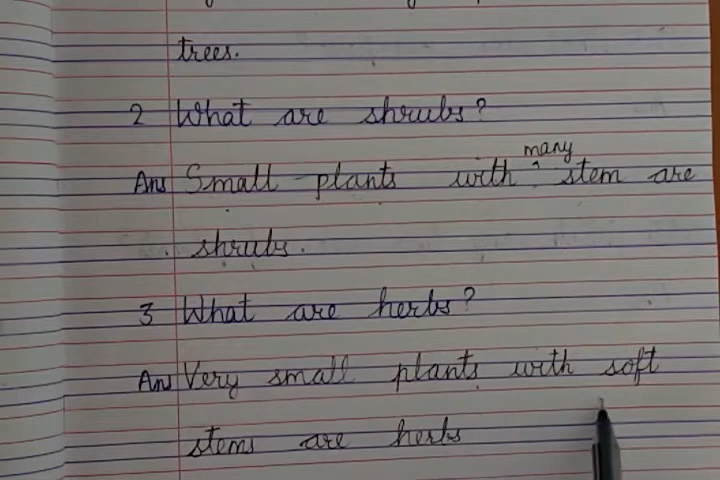 trees.
2 What are shrubs?
Ans Small plants with many stem are
shrubs.
3 What are herbs?
Ans Very small plants with soft
stems are herbs